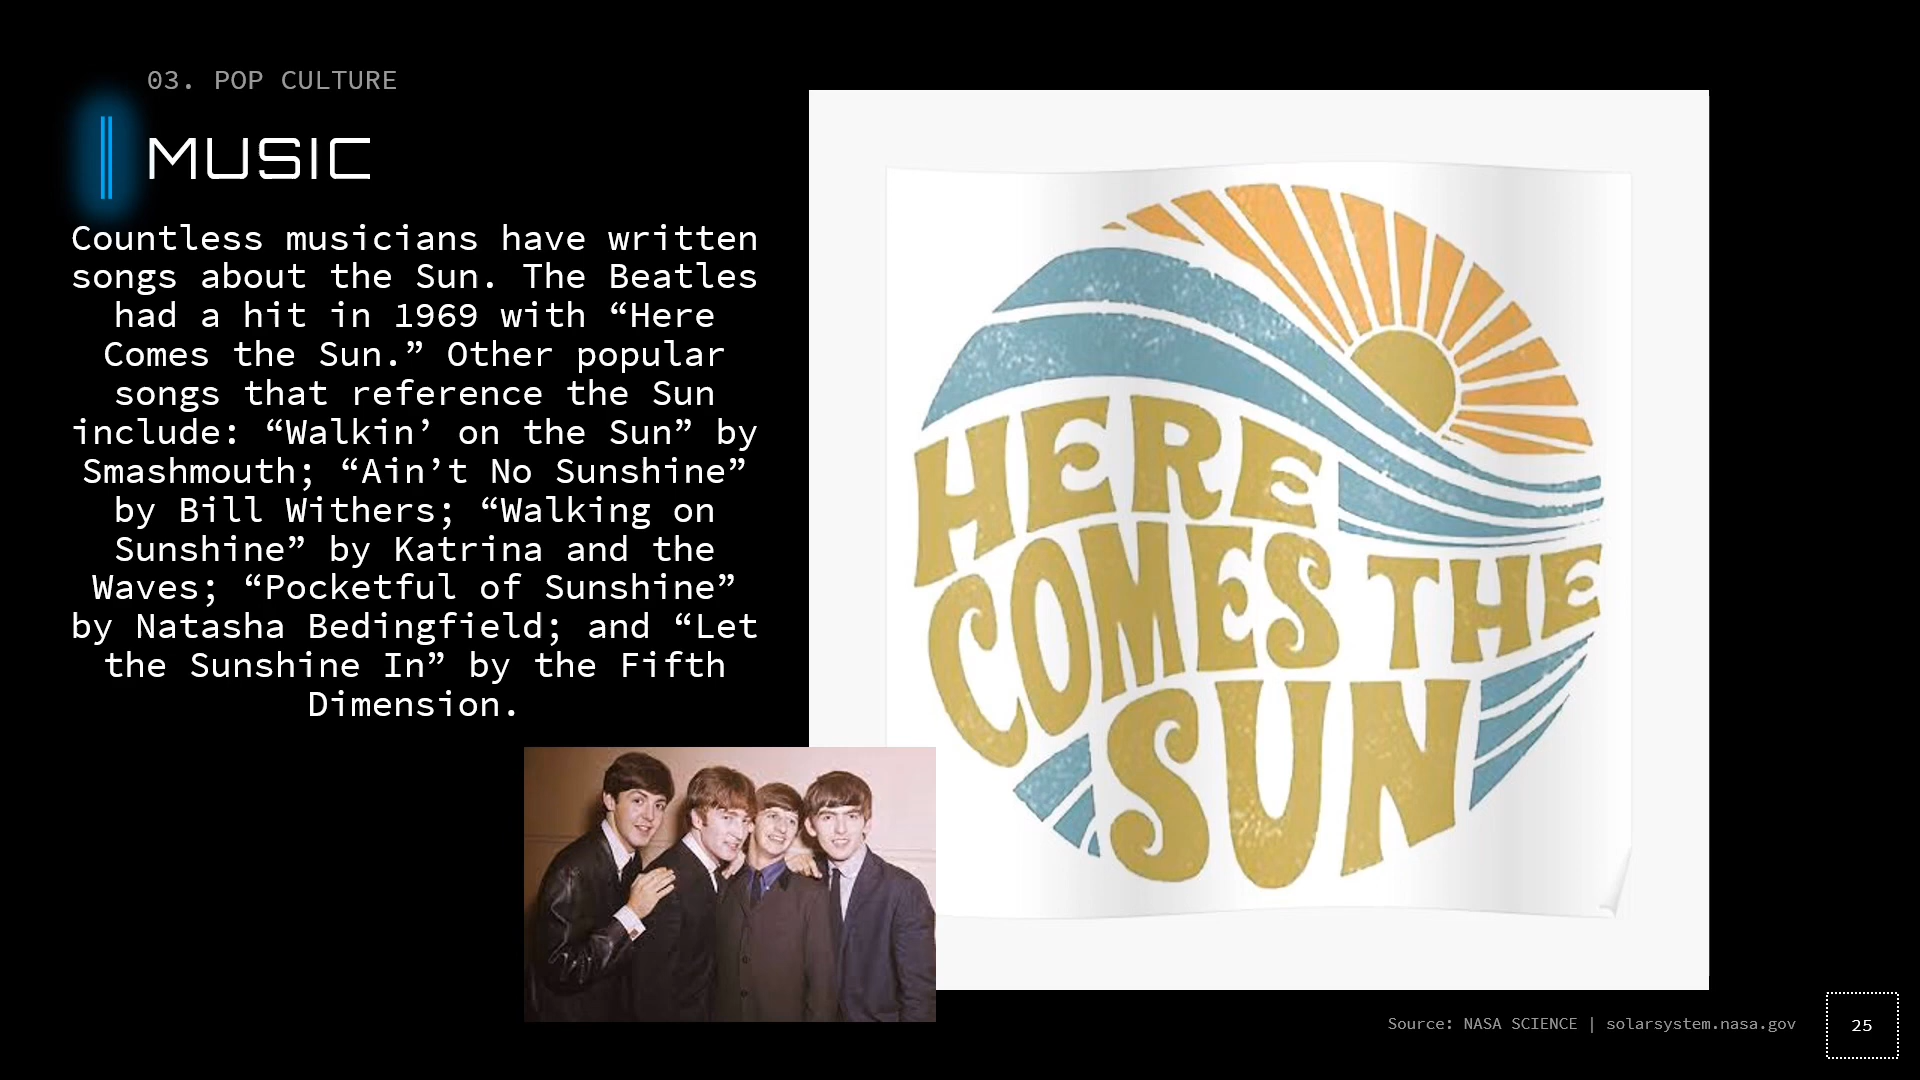 03. POP CULTURE
MUSIC
Countless musicians have written
songs about the Sun. The Beatles
had a hit in 1969 with “Here
Comes the Sun.” Other popular
songs that reference the Sun
include: “Walkin’ on the Sun” by
Smashmouth; “Ain’t No Sunshine”
by Bill Withers; “Walking on
Sunshine” by Katrina and the
Waves; “Pocketful of Sunshine”
by Natasha Bedingfield; and “Let
the Sunshine In” by the Fifth
Dimension.
HERE
COMES THE
SUN
Source: NASA SCIENCE | solarsystem.nasa.gov
25